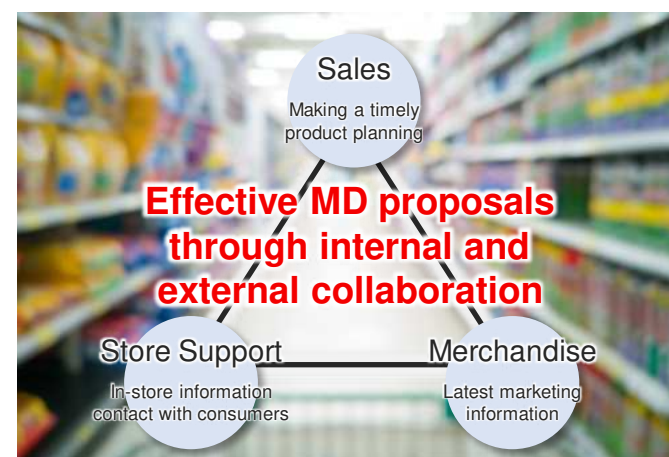 Sales
Making a timely
product planning
Effective MD proposals
through internal and
external collaboration
Store Support
In-store information
contact with consumers
Merchandise
Latest marketing
information